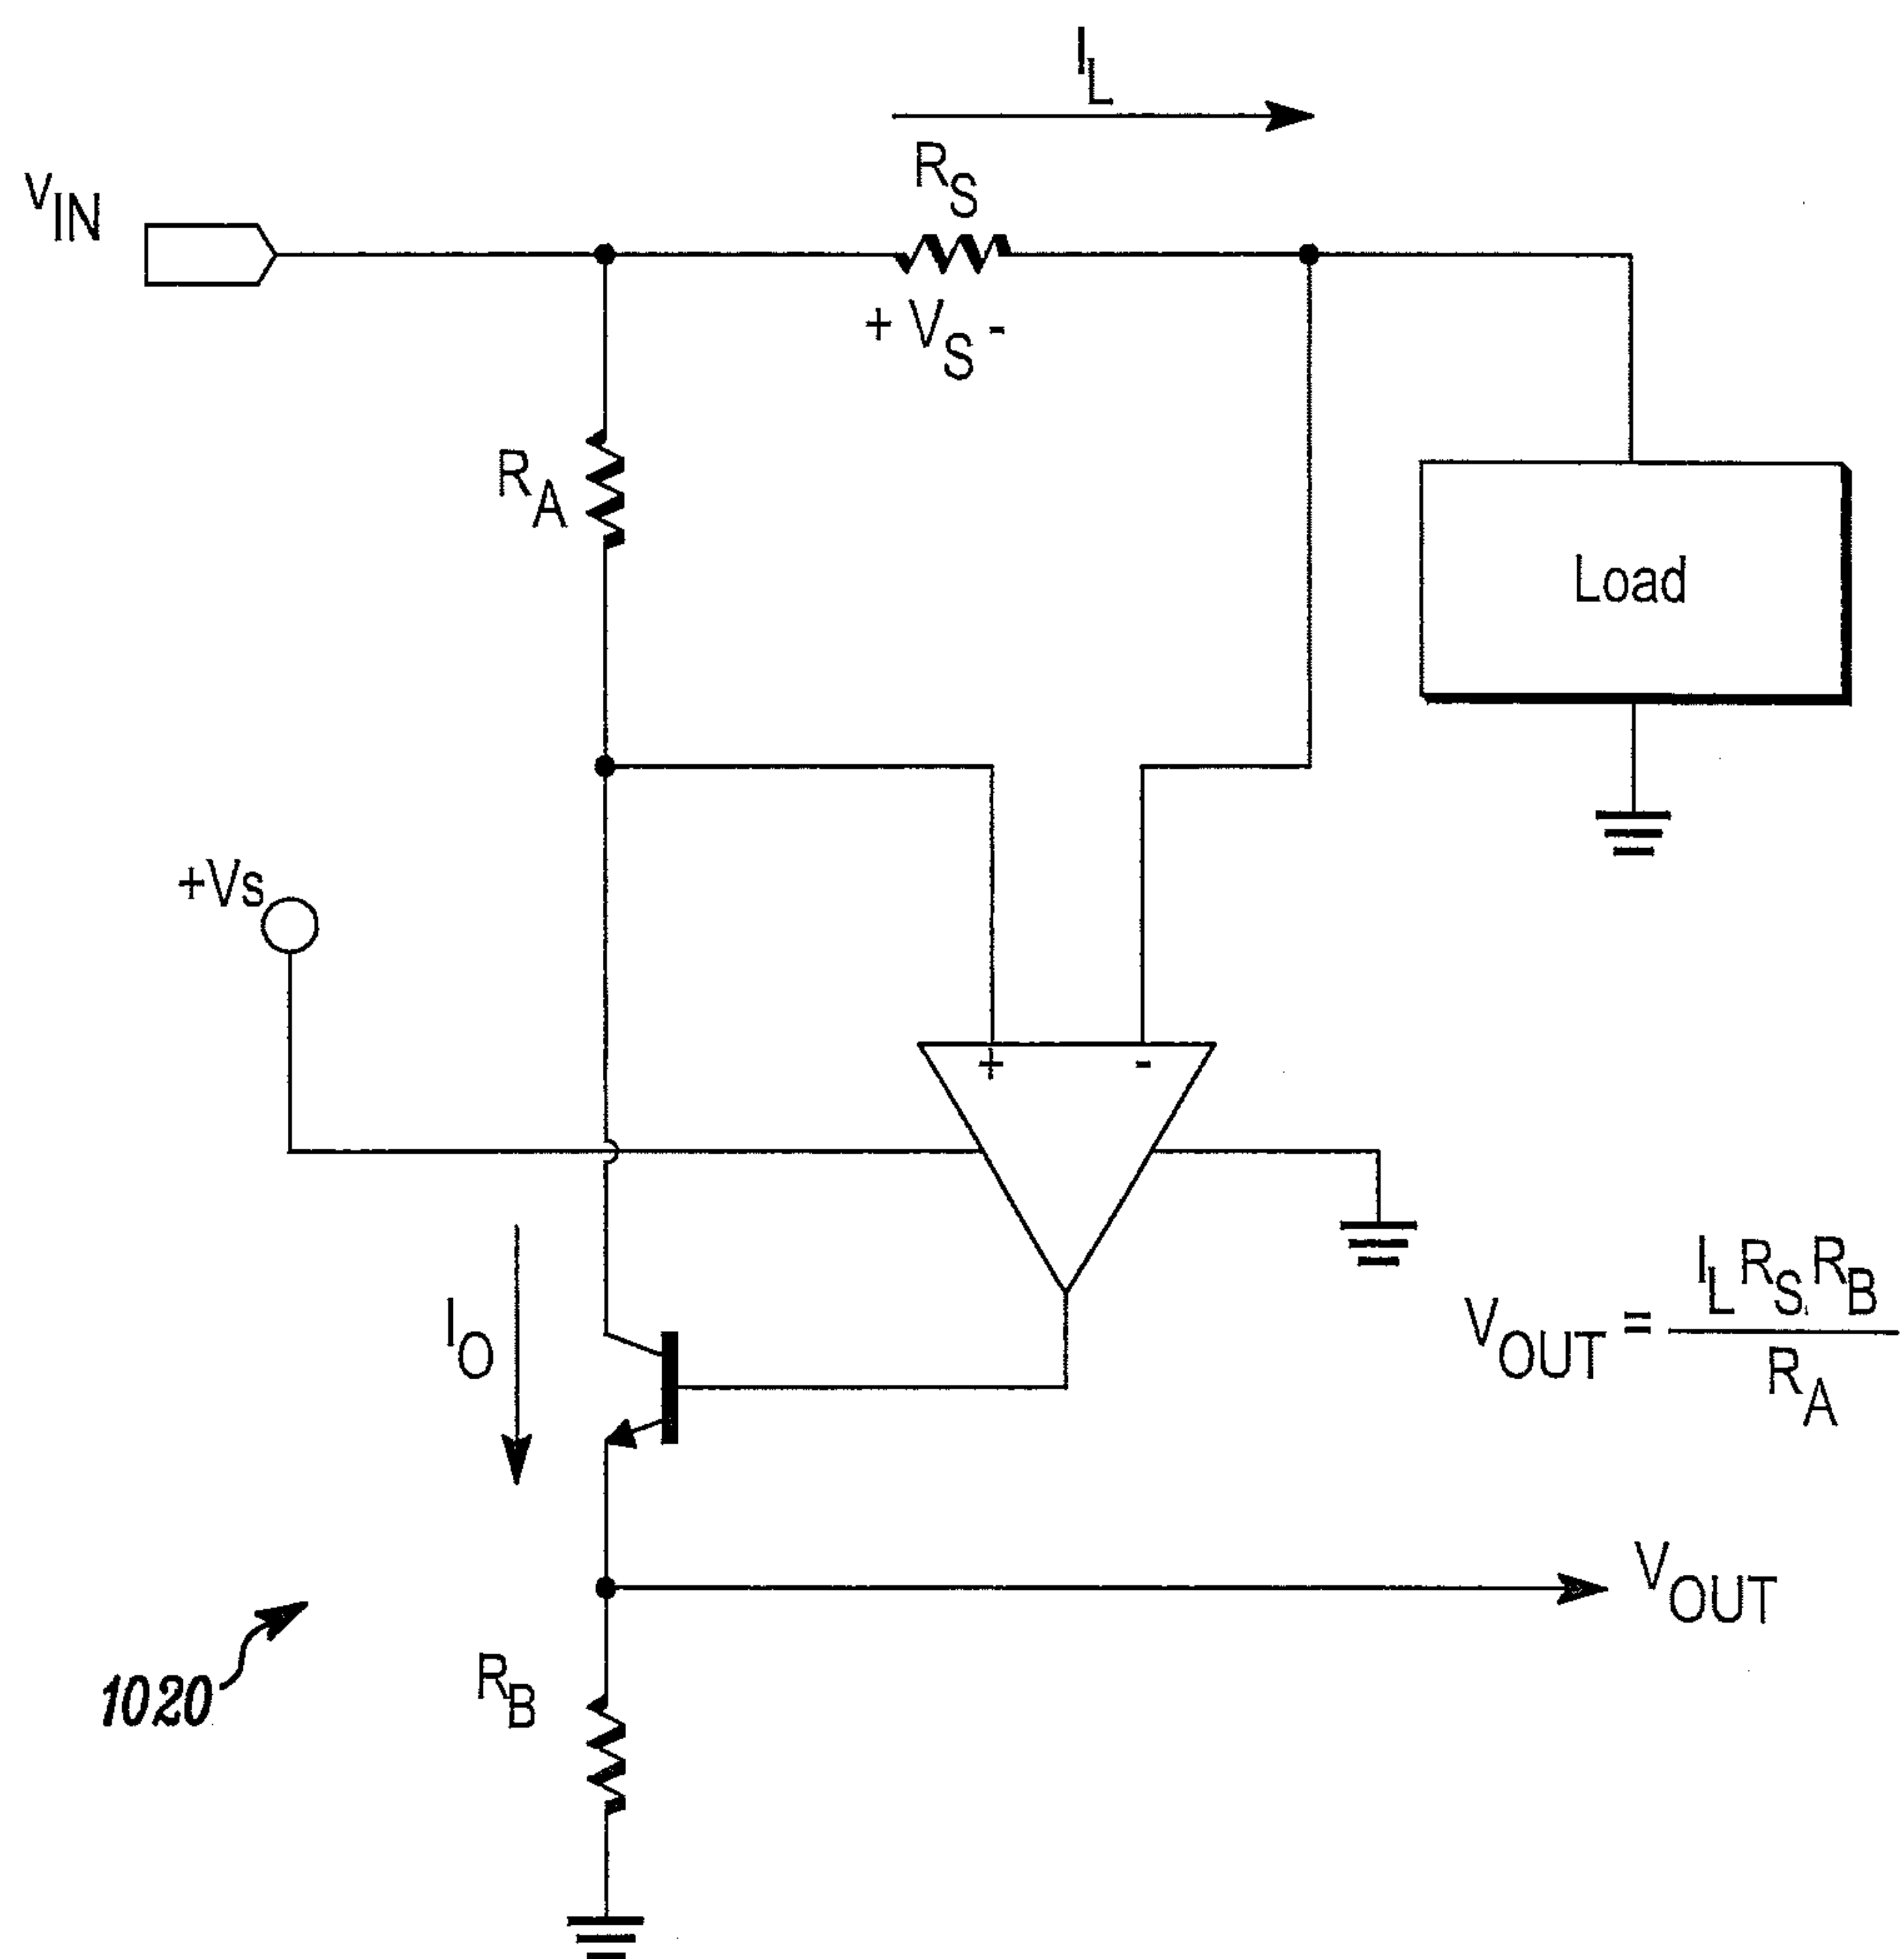 I_L
R_S
V_IN
+ V_S -
R_A
Load
+Vs
+ -
I_O
V_OUT = I_L R_S R_B / R_A
V_OUT
R_B
1020